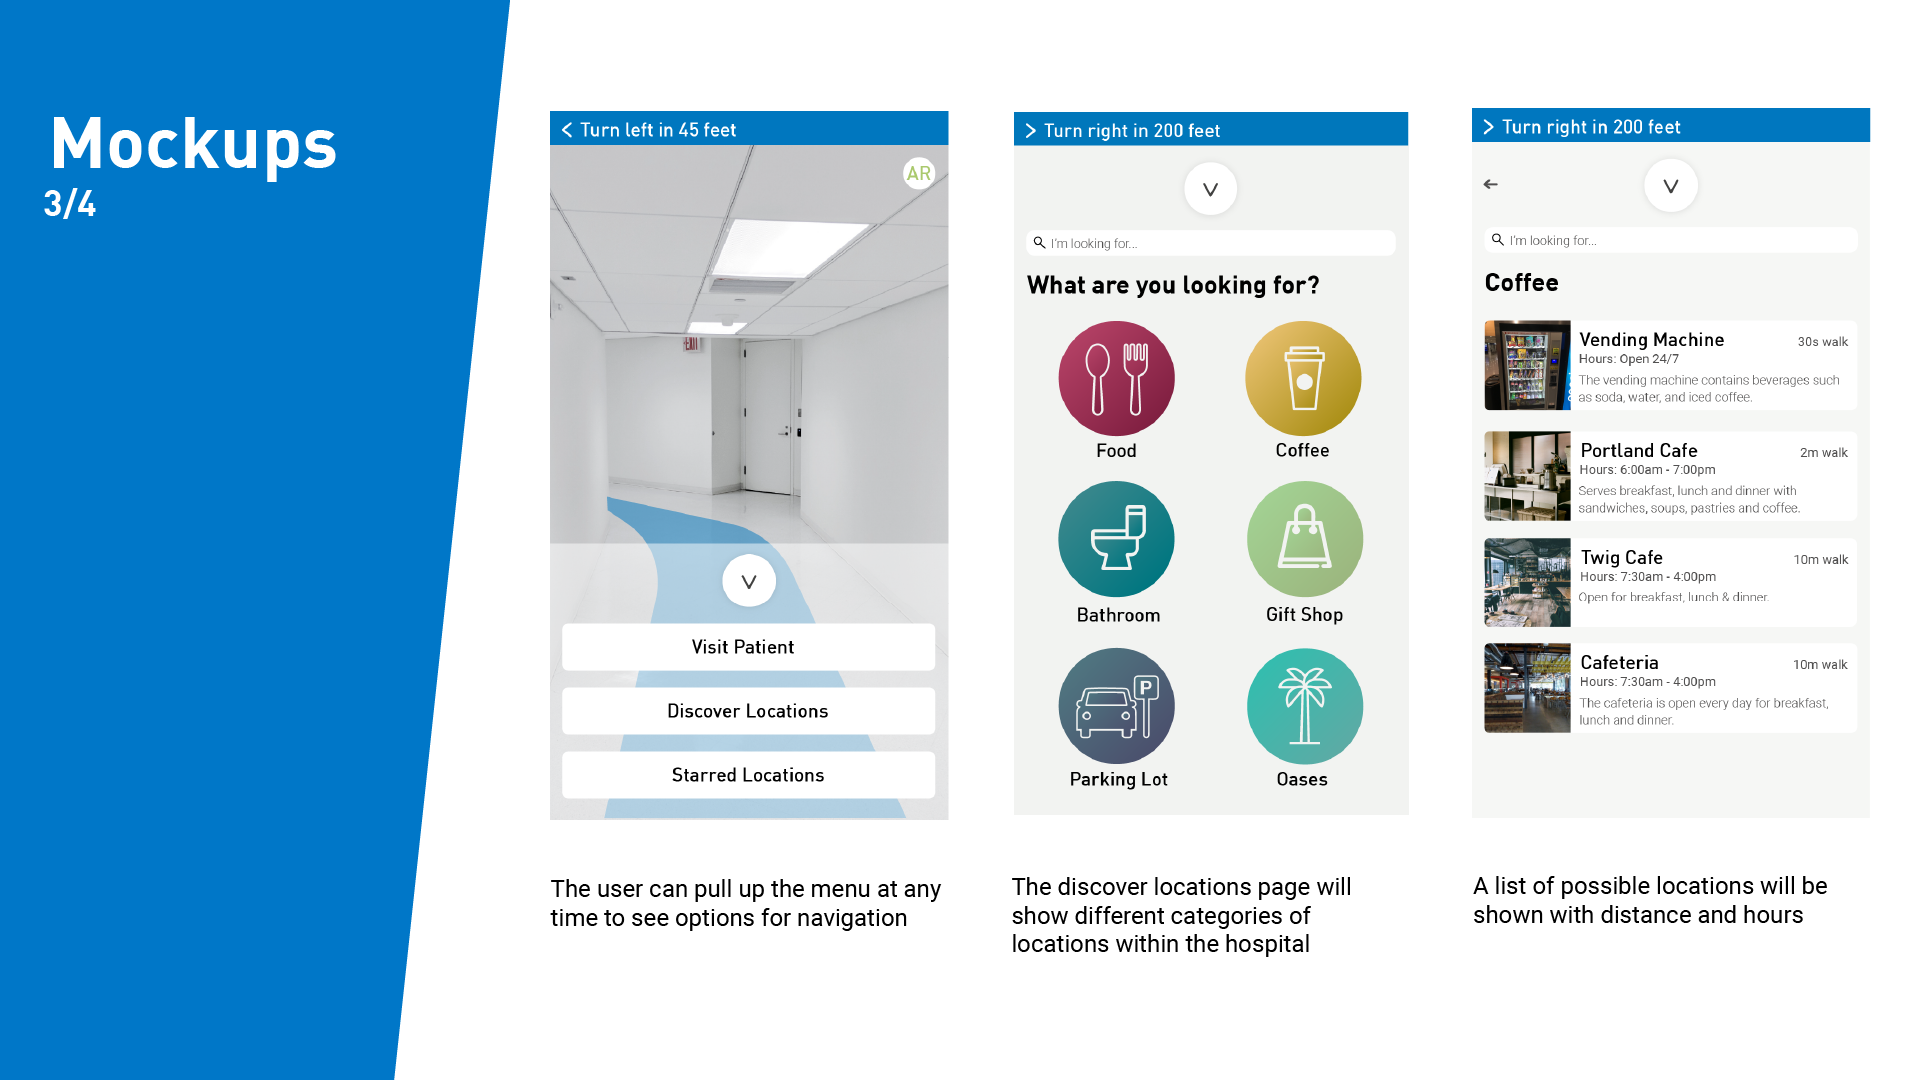 Mockups
3/4
Turn left in 45 feet
AR
EXIT
Visit Patient
Discover Locations
Starred Locations
The user can pull up the menu at any
time to see options for navigation
Turn right in 200 feet
I'm looking for...
What are you looking for?
Food
Coffee
Bathroom
Gift Shop
P
Parking Lot
Oases
The discover locations page will
show different categories of
locations within the hospital
Turn right in 200 feet
I'm looking for...
Coffee
Vending Machine
30s walk
Hours: Open 24/7
The vending machine contains beverages such
as soda, water, and iced coffee.
Portland Cafe
2m walk
Hours: 6:00am - 7:00pm
Serves breakfast, lunch and dinner with
sandwiches, soups, pastries and coffee.
Twig Cafe
10m walk
Hours: 7:30am - 4:00pm
Open for breakfast, lunch & dinner.
Cafeteria
10m walk
Hours: 7:30am - 4:00pm
The cafeteria is open every day for breakfast,
lunch and dinner.
A list of possible locations will be
shown with distance and hours